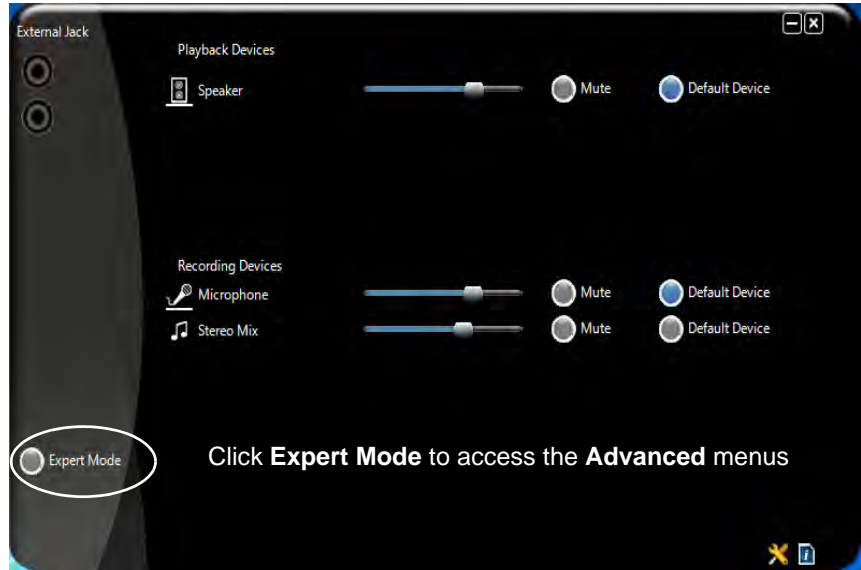 External Jack
Playback Devices
Speaker Mute Default Device
Recording Devices
Microphone Mute Default Device
Stereo Mix Mute Default Device
Expert Mode
Click Expert Mode to access the Advanced menus